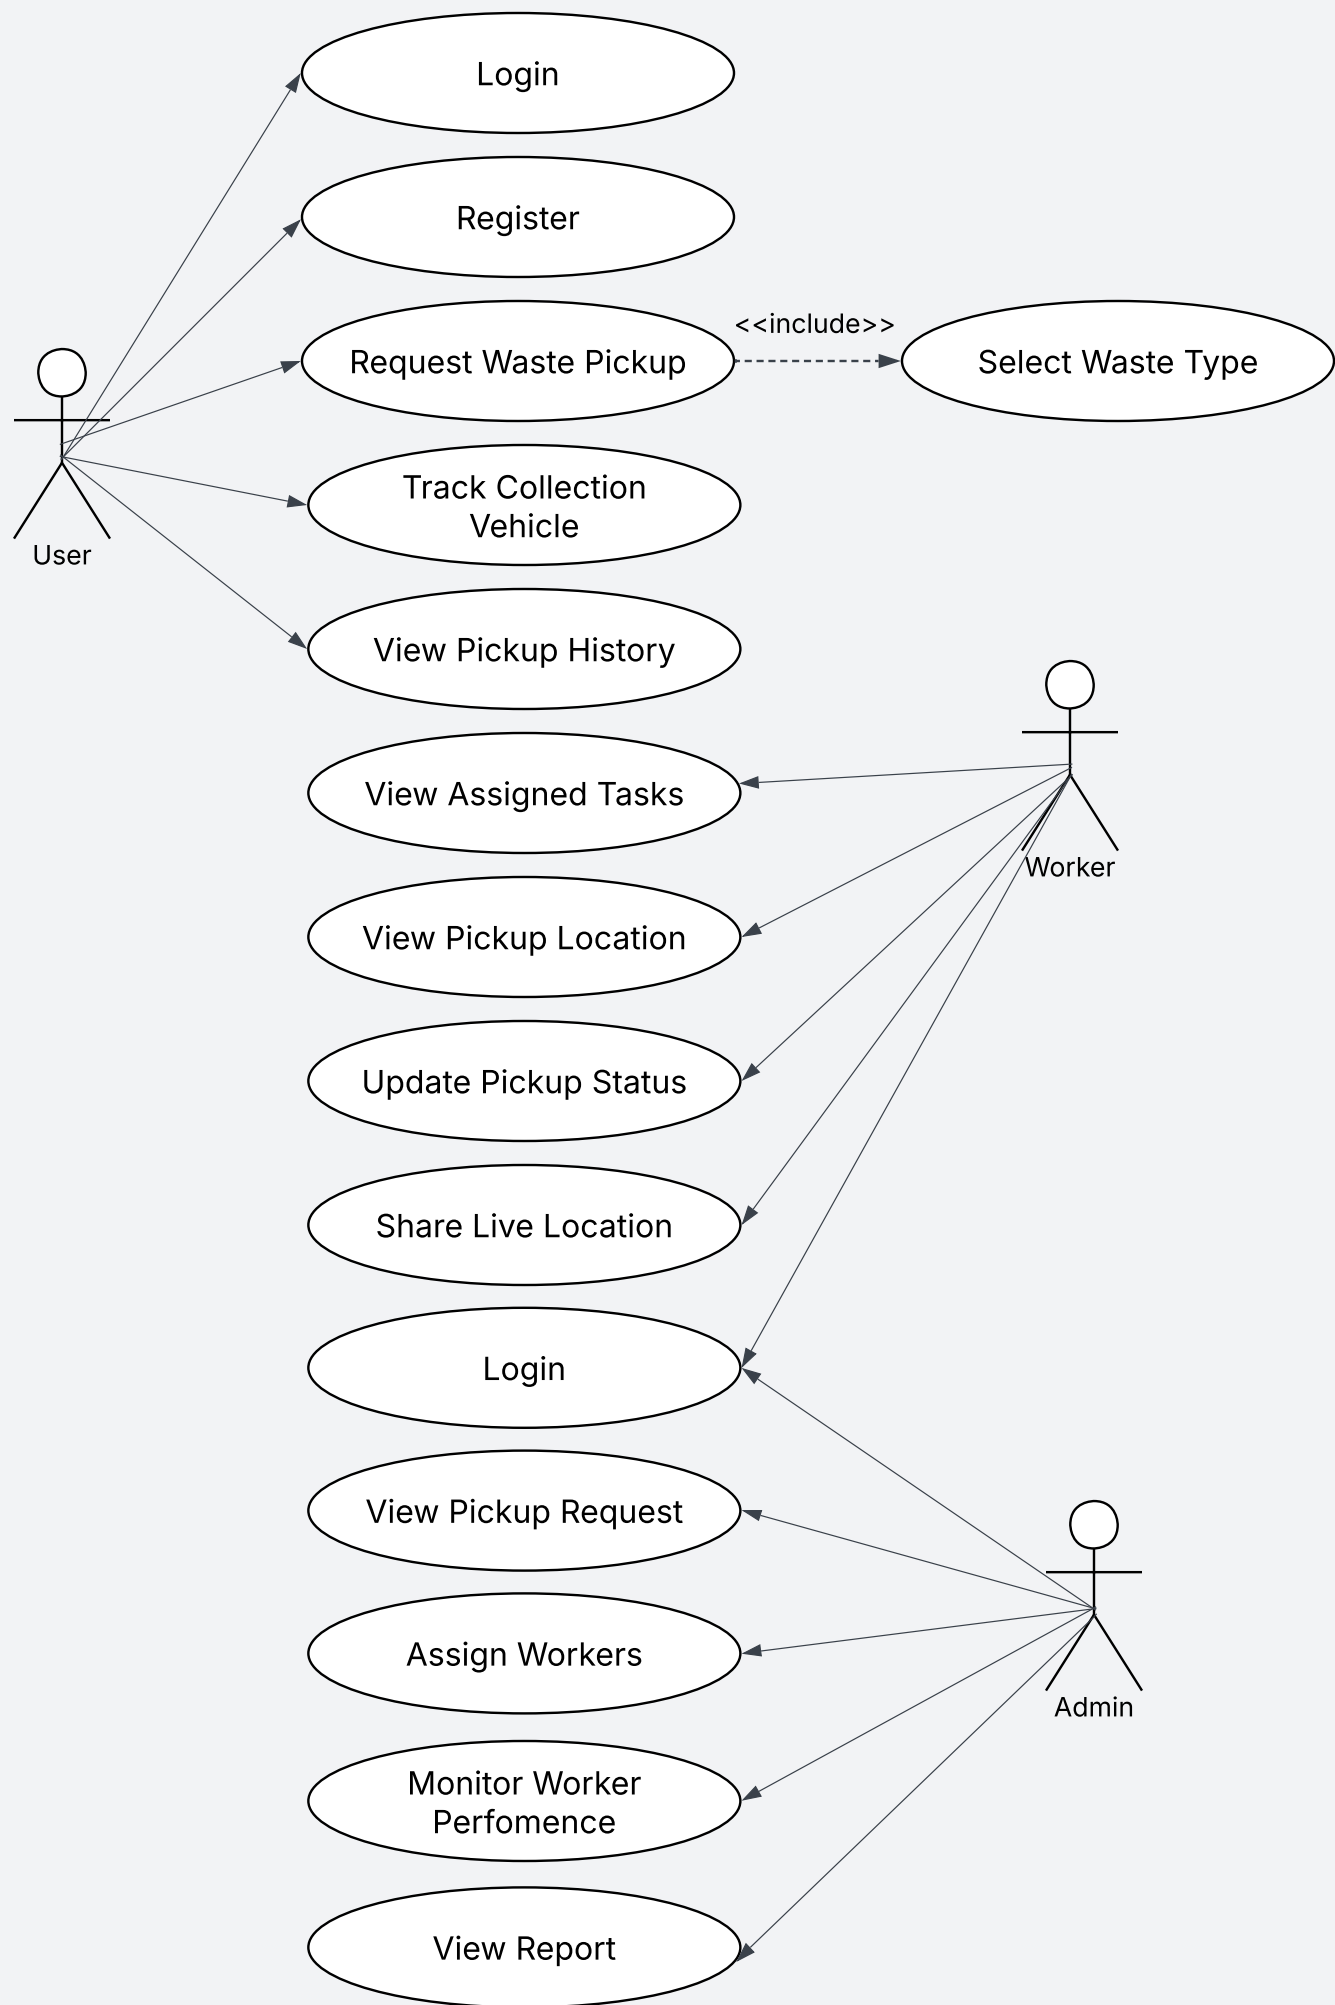 Login
Register
<<include>>
Request Waste Pickup
Select Waste Type
Track Collection
Vehicle
User
View Pickup History
View Assigned Tasks
Worker
View Pickup Location
Update Pickup Status
Share Live Location
Login
View Pickup Request
Assign Workers
Admin
Monitor Worker
Perfomence
View Report